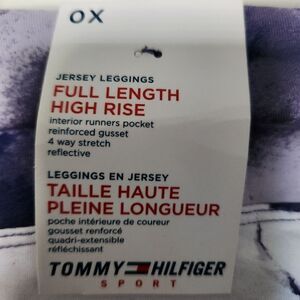 0X
JERSEY LEGGINGS
FULL LENGTH
HIGH RISE
interior runners pocket
reinforced gusset
4 way stretch
reflective
LEGGINGS EN JERSEY
TAILLE HAUTE
PLEINE LONGUEUR
poche intérieure de coureur
gousset renforcé
quadri-extensible
réfléchissant
TOMMY HILFIGER
SPORT